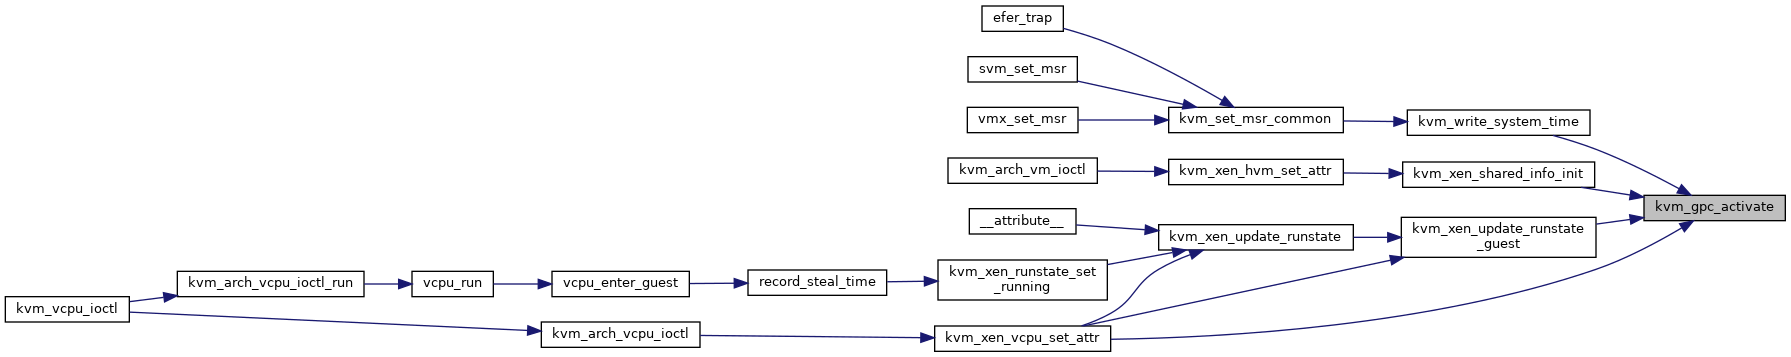 efer_trap
svm_set_msr
vmx_set_msr
kvm_set_msr_common
kvm_write_system_time
kvm_arch_vm_ioctl
kvm_xen_hvm_set_attr
kvm_xen_shared_info_init
kvm_gpc_activate
__attribute__
kvm_xen_update_runstate
kvm_xen_update_runstate
_guest
kvm_vcpu_ioctl
kvm_arch_vcpu_ioctl_run
vcpu_run
vcpu_enter_guest
record_steal_time
kvm_xen_runstate_set
_running
kvm_arch_vcpu_ioctl
kvm_xen_vcpu_set_attr